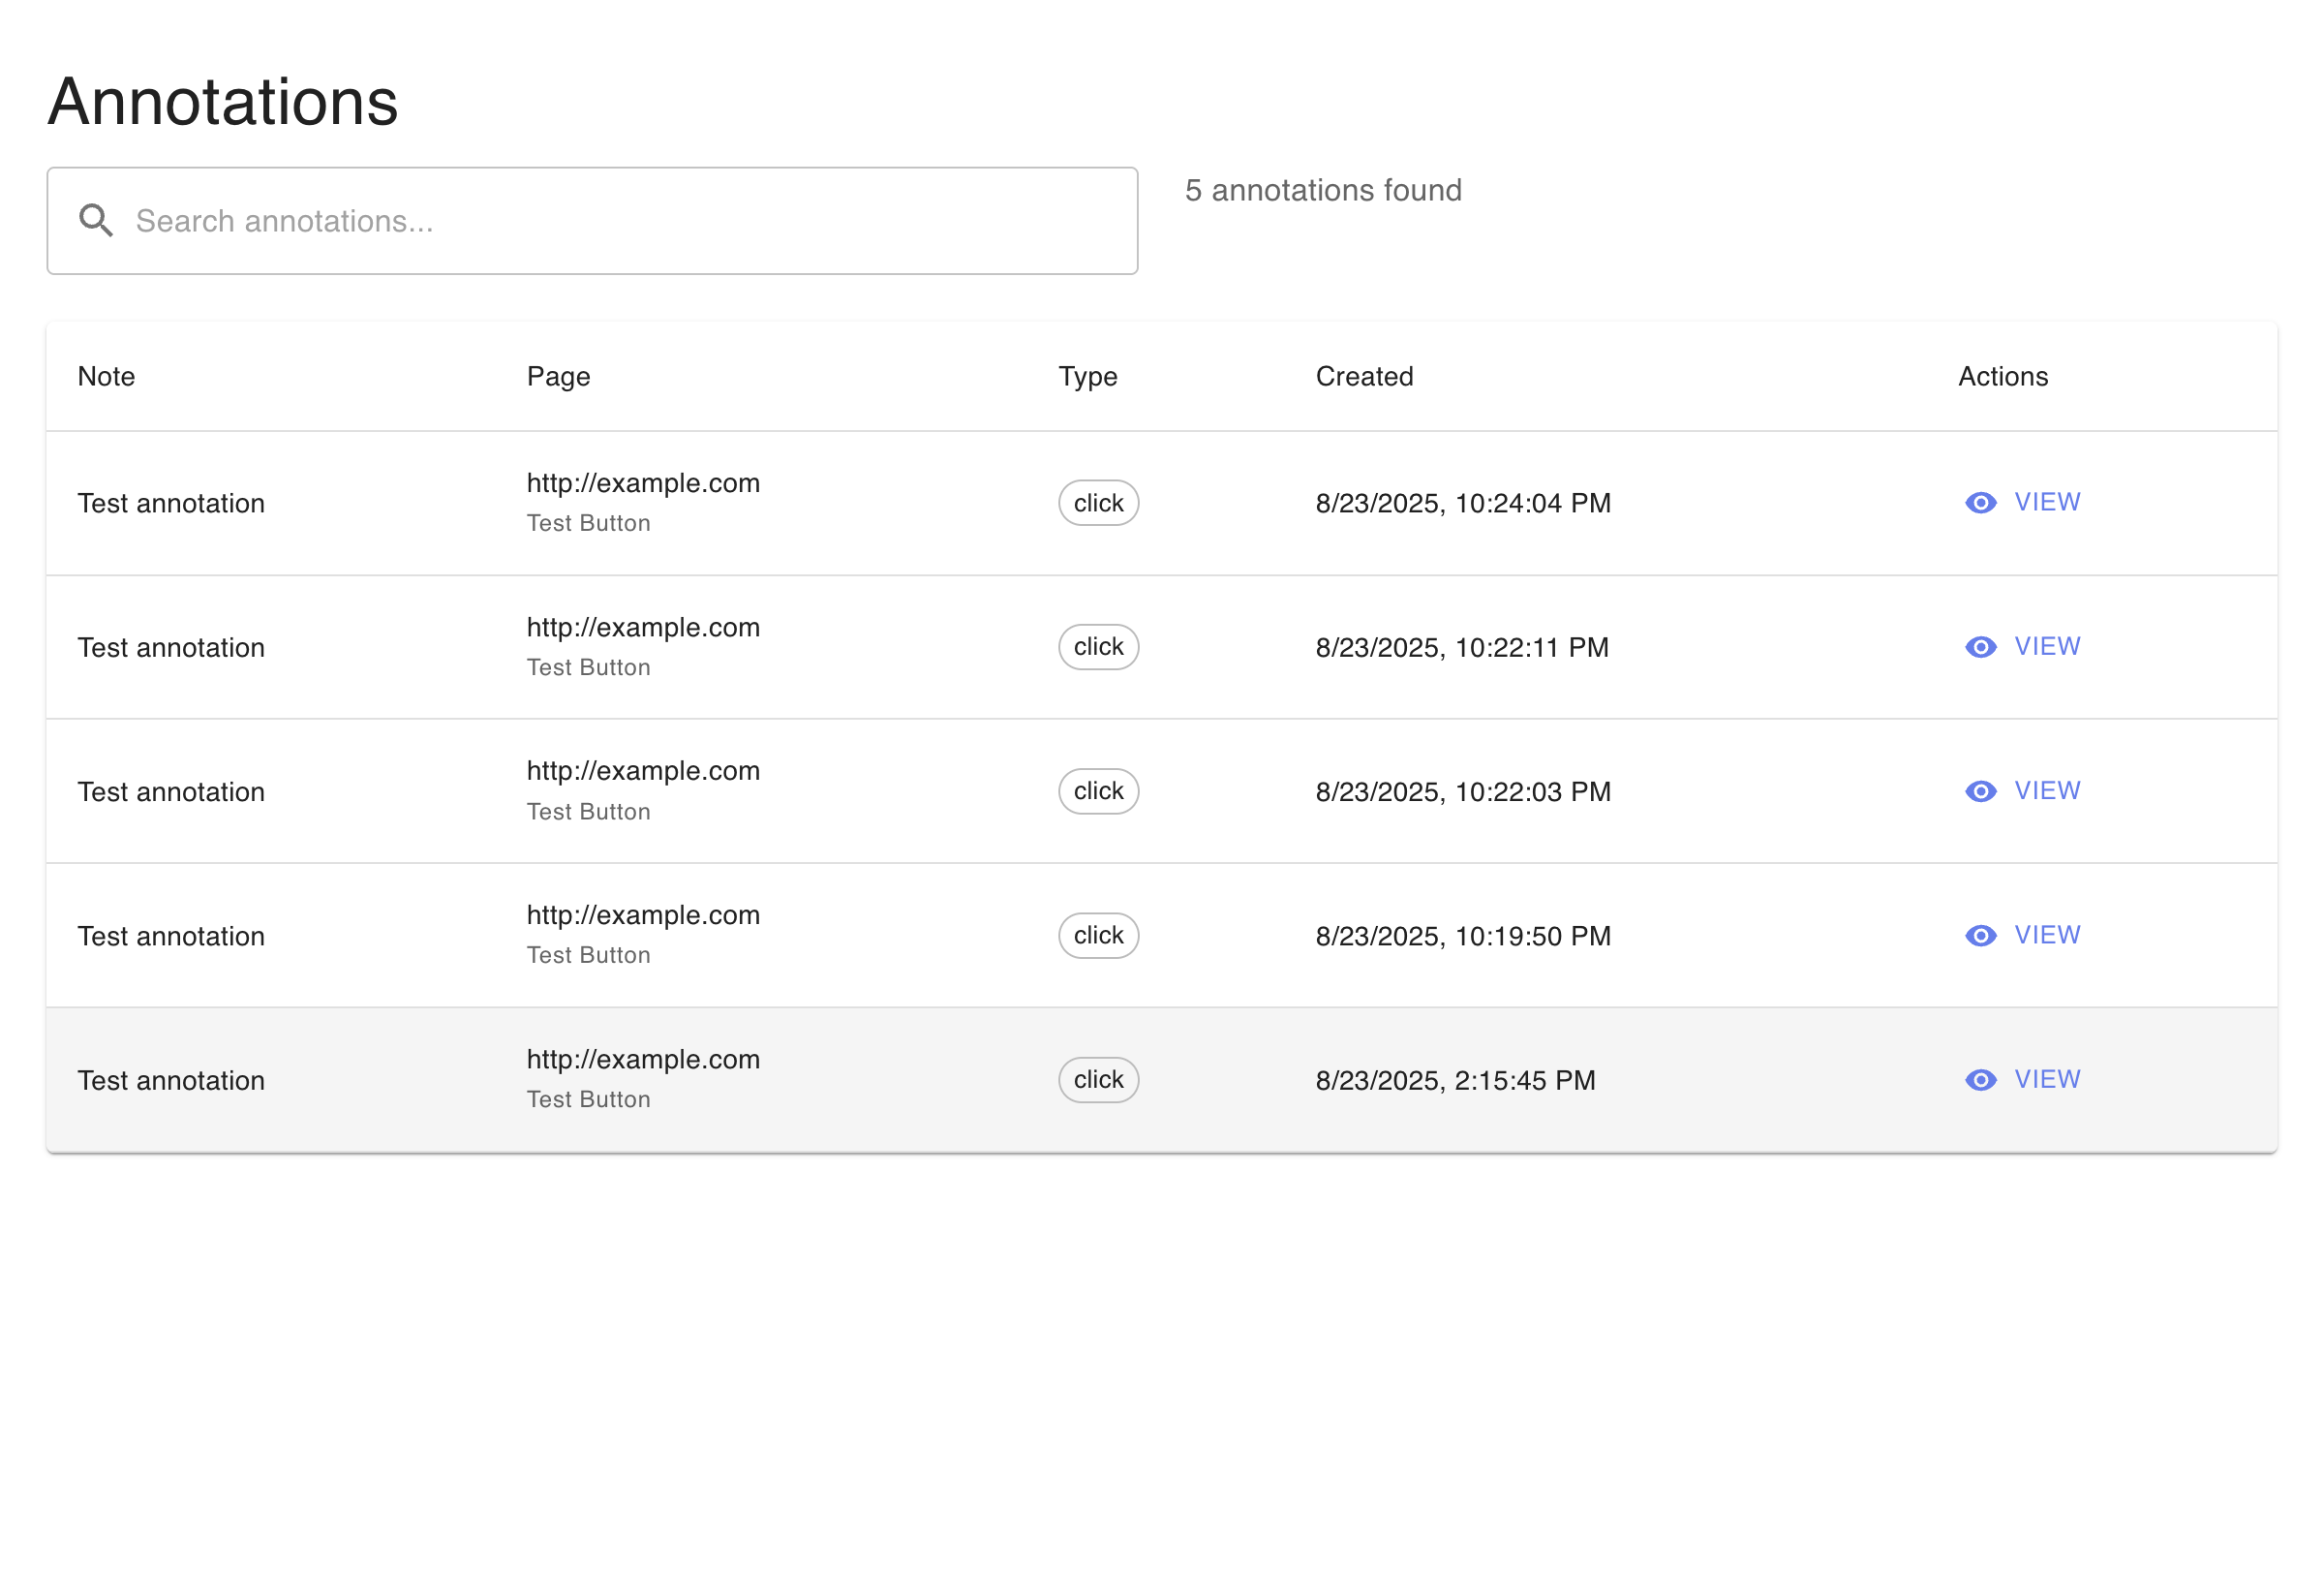 Annotations
Search annotations...
5 annotations found
Note Page Type Created Actions
Test annotation http://example.com click 8/23/2025, 10:24:04 PM VIEW
Test Button
Test annotation http://example.com click 8/23/2025, 10:22:11 PM VIEW
Test Button
Test annotation http://example.com click 8/23/2025, 10:22:03 PM VIEW
Test Button
Test annotation http://example.com click 8/23/2025, 10:19:50 PM VIEW
Test Button
Test annotation http://example.com click 8/23/2025, 2:15:45 PM VIEW
Test Button